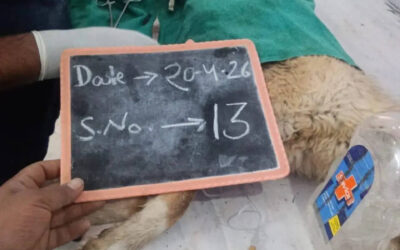 Date → 20-4-26
S.No. → 13